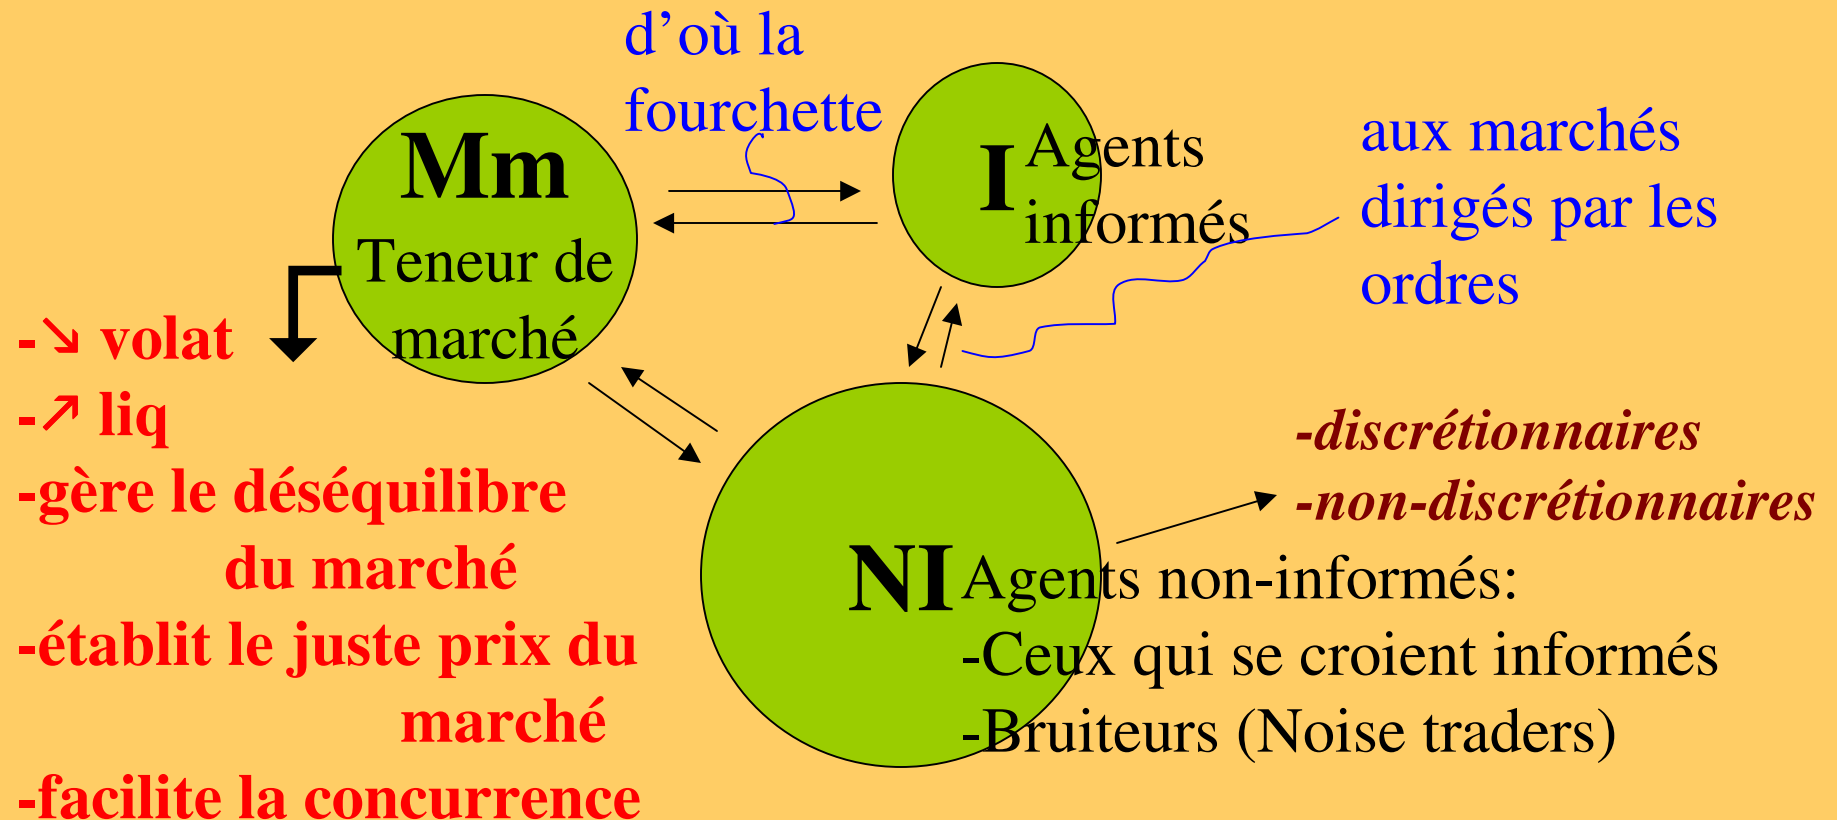 d’où la
fourchette
Mm
Teneur de
marché
I
Agents
informés
aux marchés
dirigés par les
ordres
-↘ volat
-↗ liq
-gère le déséquilibre
du marché
-établit le juste prix du
marché
-facilite la concurrence
-discrétionnaires
-non-discrétionnaires
NI
Agents non-informés:
-Ceux qui se croient informés
-Bruiteurs (Noise traders)